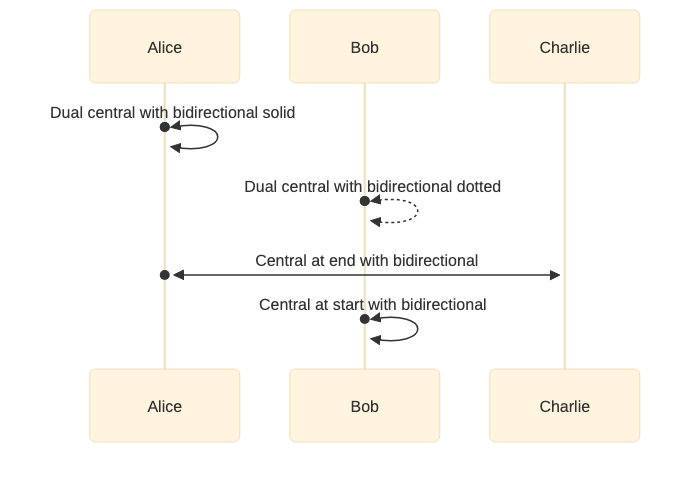 Alice
Bob
Charlie
Dual central with bidirectional solid
Dual central with bidirectional dotted
Central at end with bidirectional
Central at start with bidirectional
Alice
Bob
Charlie